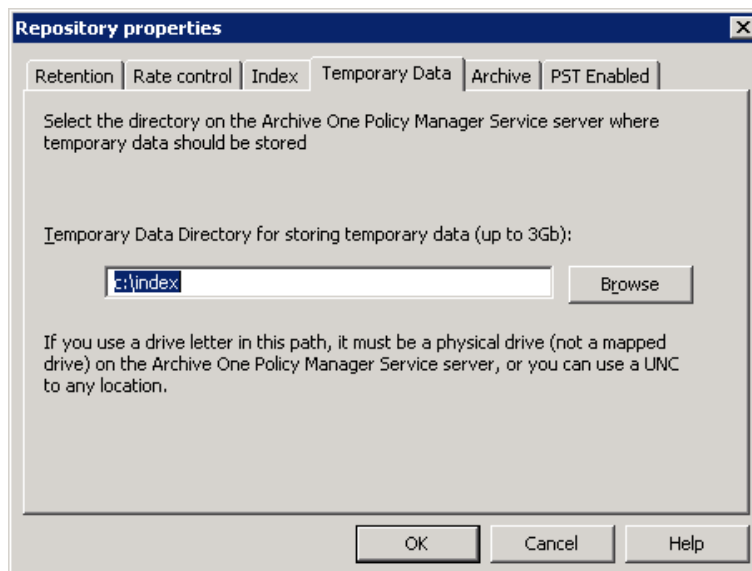 Repository properties
Retention Rate control Index Temporary Data Archive PST Enabled
Select the directory on the Archive One Policy Manager Service server where
temporary data should be stored
Temporary Data Directory for storing temporary data (up to 3Gb):
c:\index Browse
If you use a drive letter in this path, it must be a physical drive (not a mapped
drive) on the Archive One Policy Manager Service server, or you can use a UNC
to any location.
OK Cancel Help